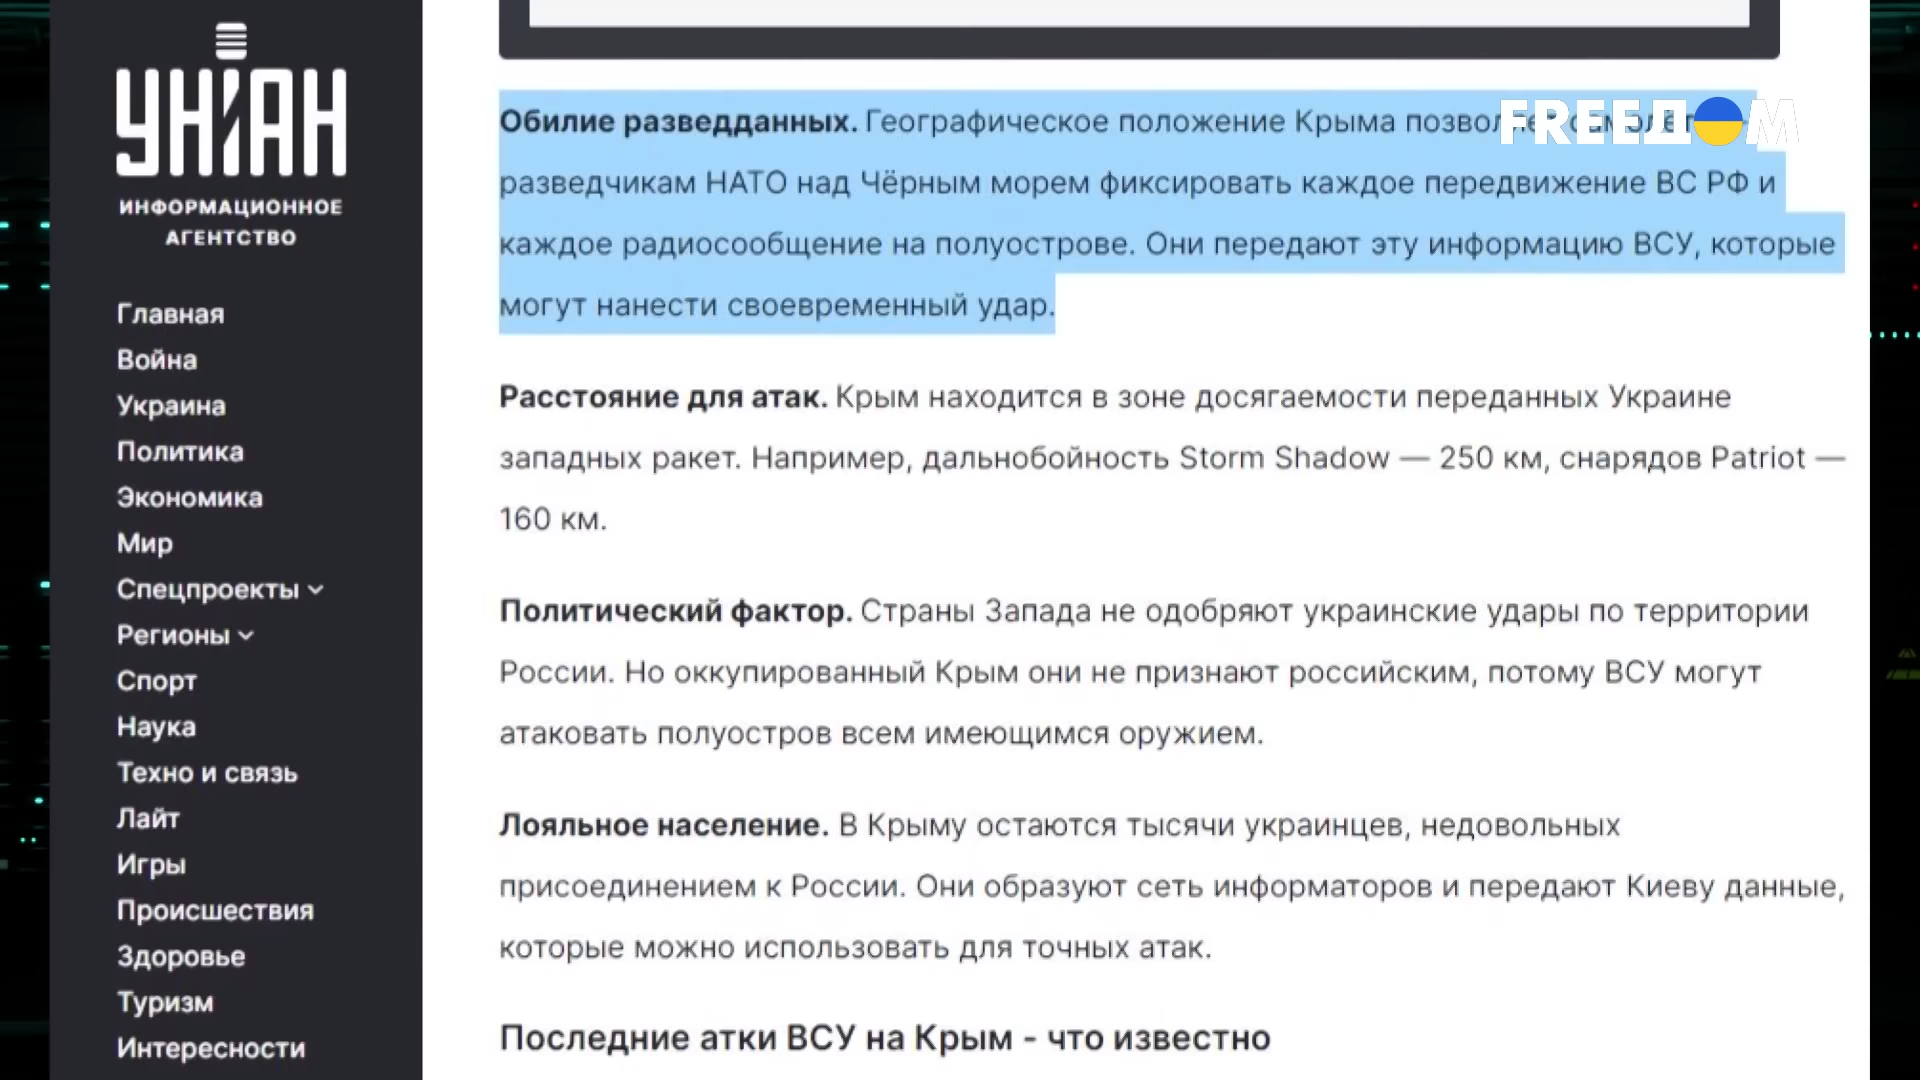 УНІАН
ИНФОРМАЦИОННОЕ
АГЕНТСТВО
Главная
Война
Украина
Политика
Экономика
Мир
Спецпроекты
Регионы
Спорт
Наука
Техно и связь
Лайт
Игры
Происшествия
Здоровье
Туризм
Интересности
FREEДOM
Обилие разведданных. Географическое положение Крыма
разведчикам НАТО над Чёрным морем фиксировать каждое передвижение ВС РФ и
каждое радиосообщение на полуострове. Они передают эту информацию ВСУ, которые
могут нанести своевременный удар.
Расстояние для атак. Крым находится в зоне досягаемости переданных Украине
западных ракет. Например, дальнобойность Storm Shadow — 250 км, снарядов Patriot —
160 км.
Политический фактор. Страны Запада не одобряют украинские удары по территории
России. Но оккупированный Крым они не признают российским, потому ВСУ могут
атаковать полуостров всем имеющимся оружием.
Лояльное население. В Крыму остаются тысячи украинцев, недовольных
присоединением к России. Они образуют сеть информаторов и передают Киеву данные,
которые можно использовать для точных атак.
Последние атки ВСУ на Крым - что известно